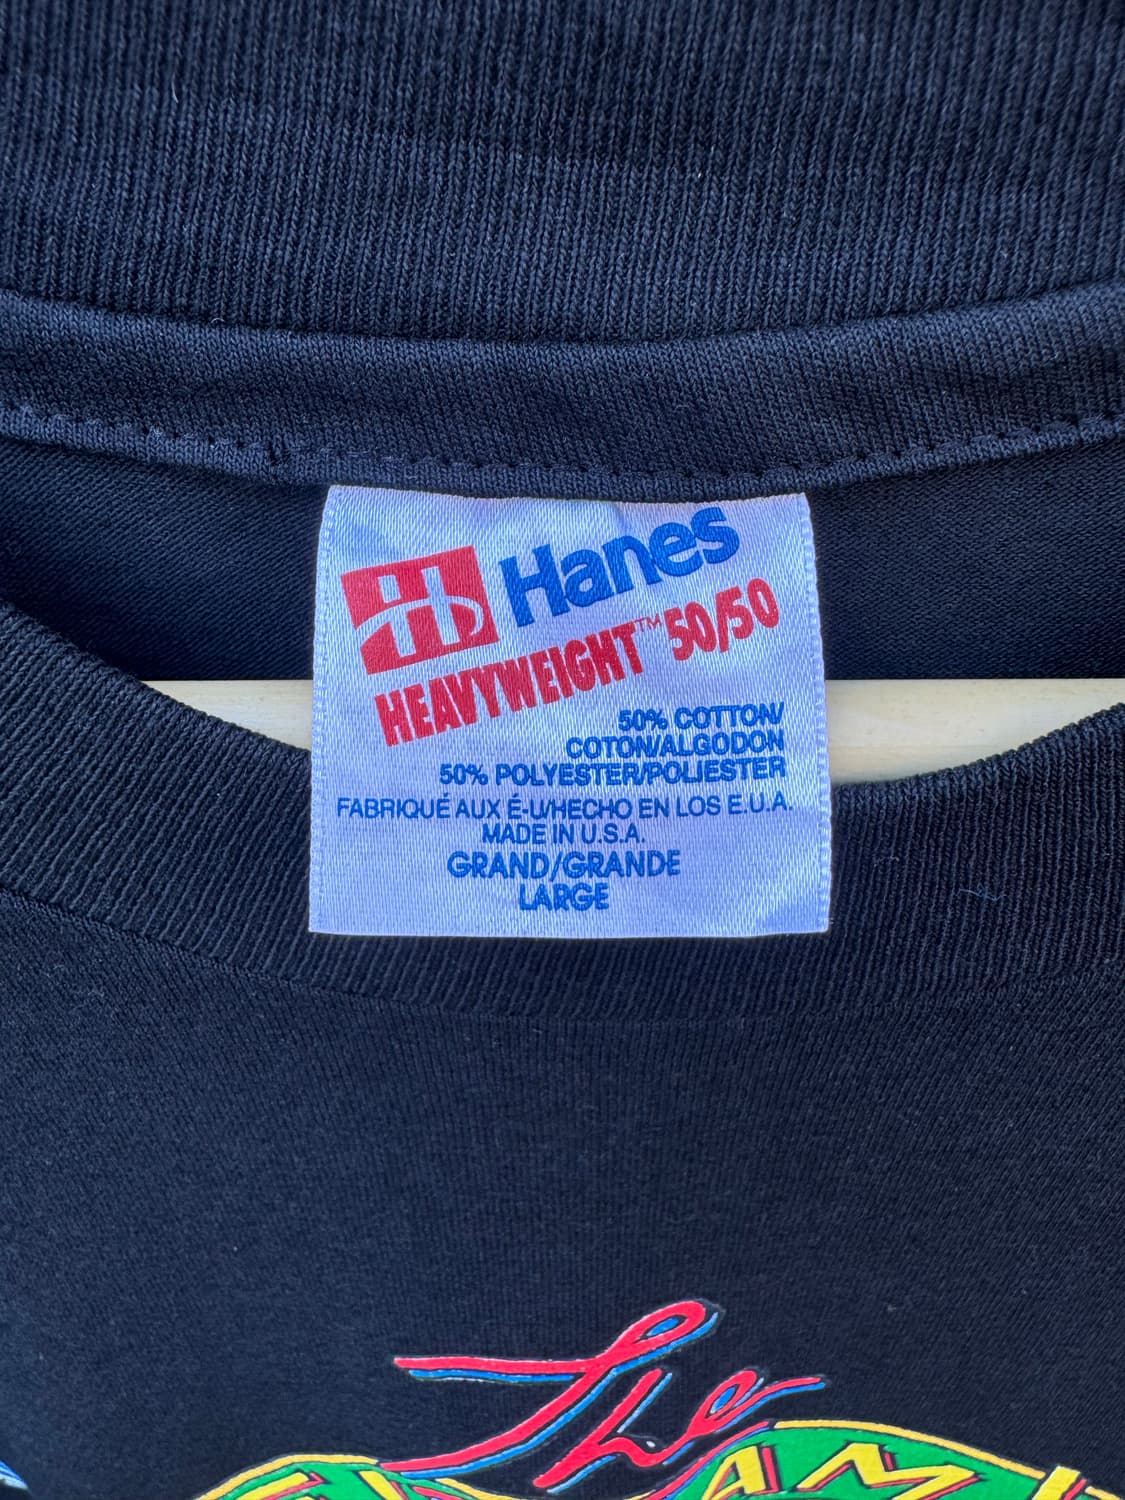 Hanes
HEAVYWEIGHT™ 50/50
50% COTTON/
COTON/ALGODON
50% POLYESTER/POLIESTER
FABRIQUÉ AUX É-U/HECHO EN LOS E.U.A.
MADE IN U.S.A.
GRAND/GRANDE
LARGE
The